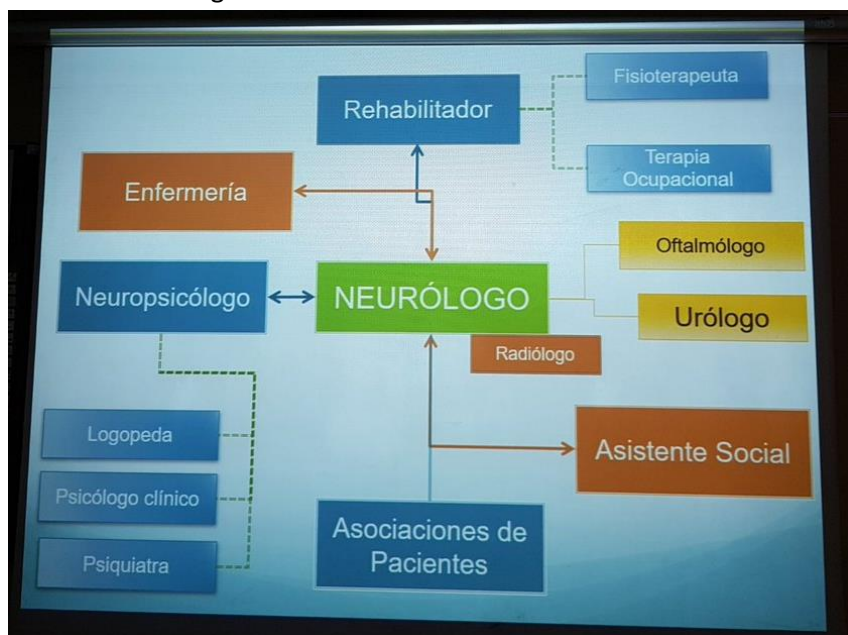 Rehabilitador
Fisioterapeuta
Terapia
Ocupacional
Enfermería
Oftalmólogo
Neuropsicólogo
NEURÓLOGO
Urólogo
Radiólogo
Logopeda
Asistente Social
Psicólogo clínico
Asociaciones de
Pacientes
Psiquiatra